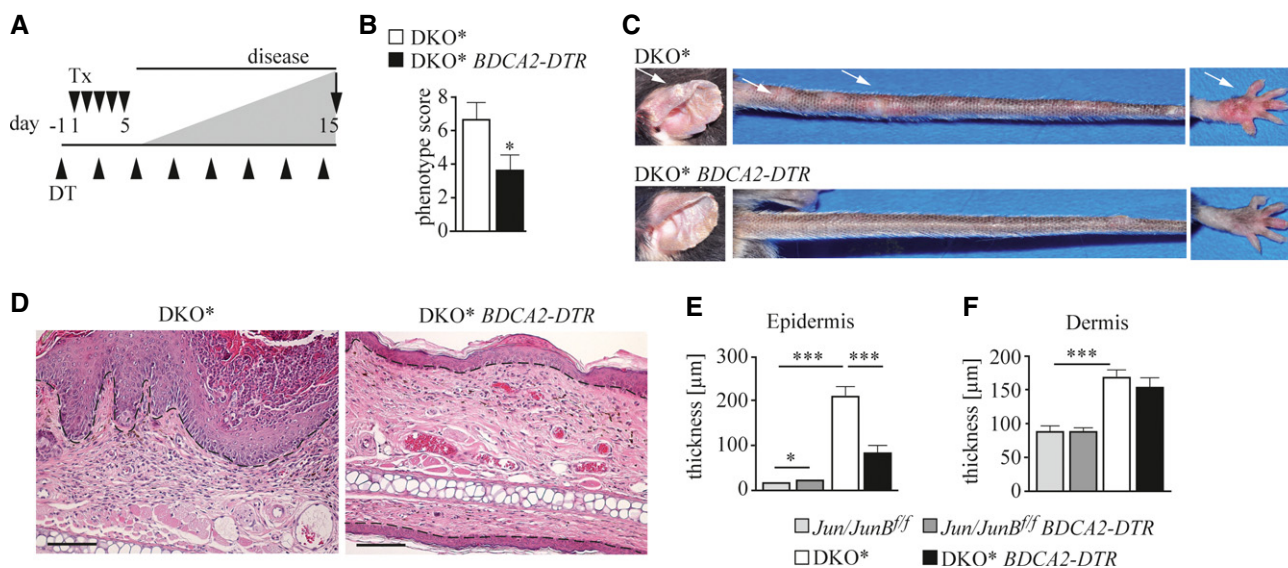 A
disease
Tx
day -1 1 5 15
DT
B
DKO*
DKO* BDCA2-DTR
phenotype score
8
6
4
2
0
*
C
DKO*
DKO* BDCA2-DTR
D
DKO*
DKO* BDCA2-DTR
E
Epidermis
thickness [µm]
300
200
100
0
***
***
*
F
Dermis
thickness [µm]
200
150
100
50
0
***
Jun/JunBf/f
Jun/JunBf/f BDCA2-DTR
DKO*
DKO* BDCA2-DTR